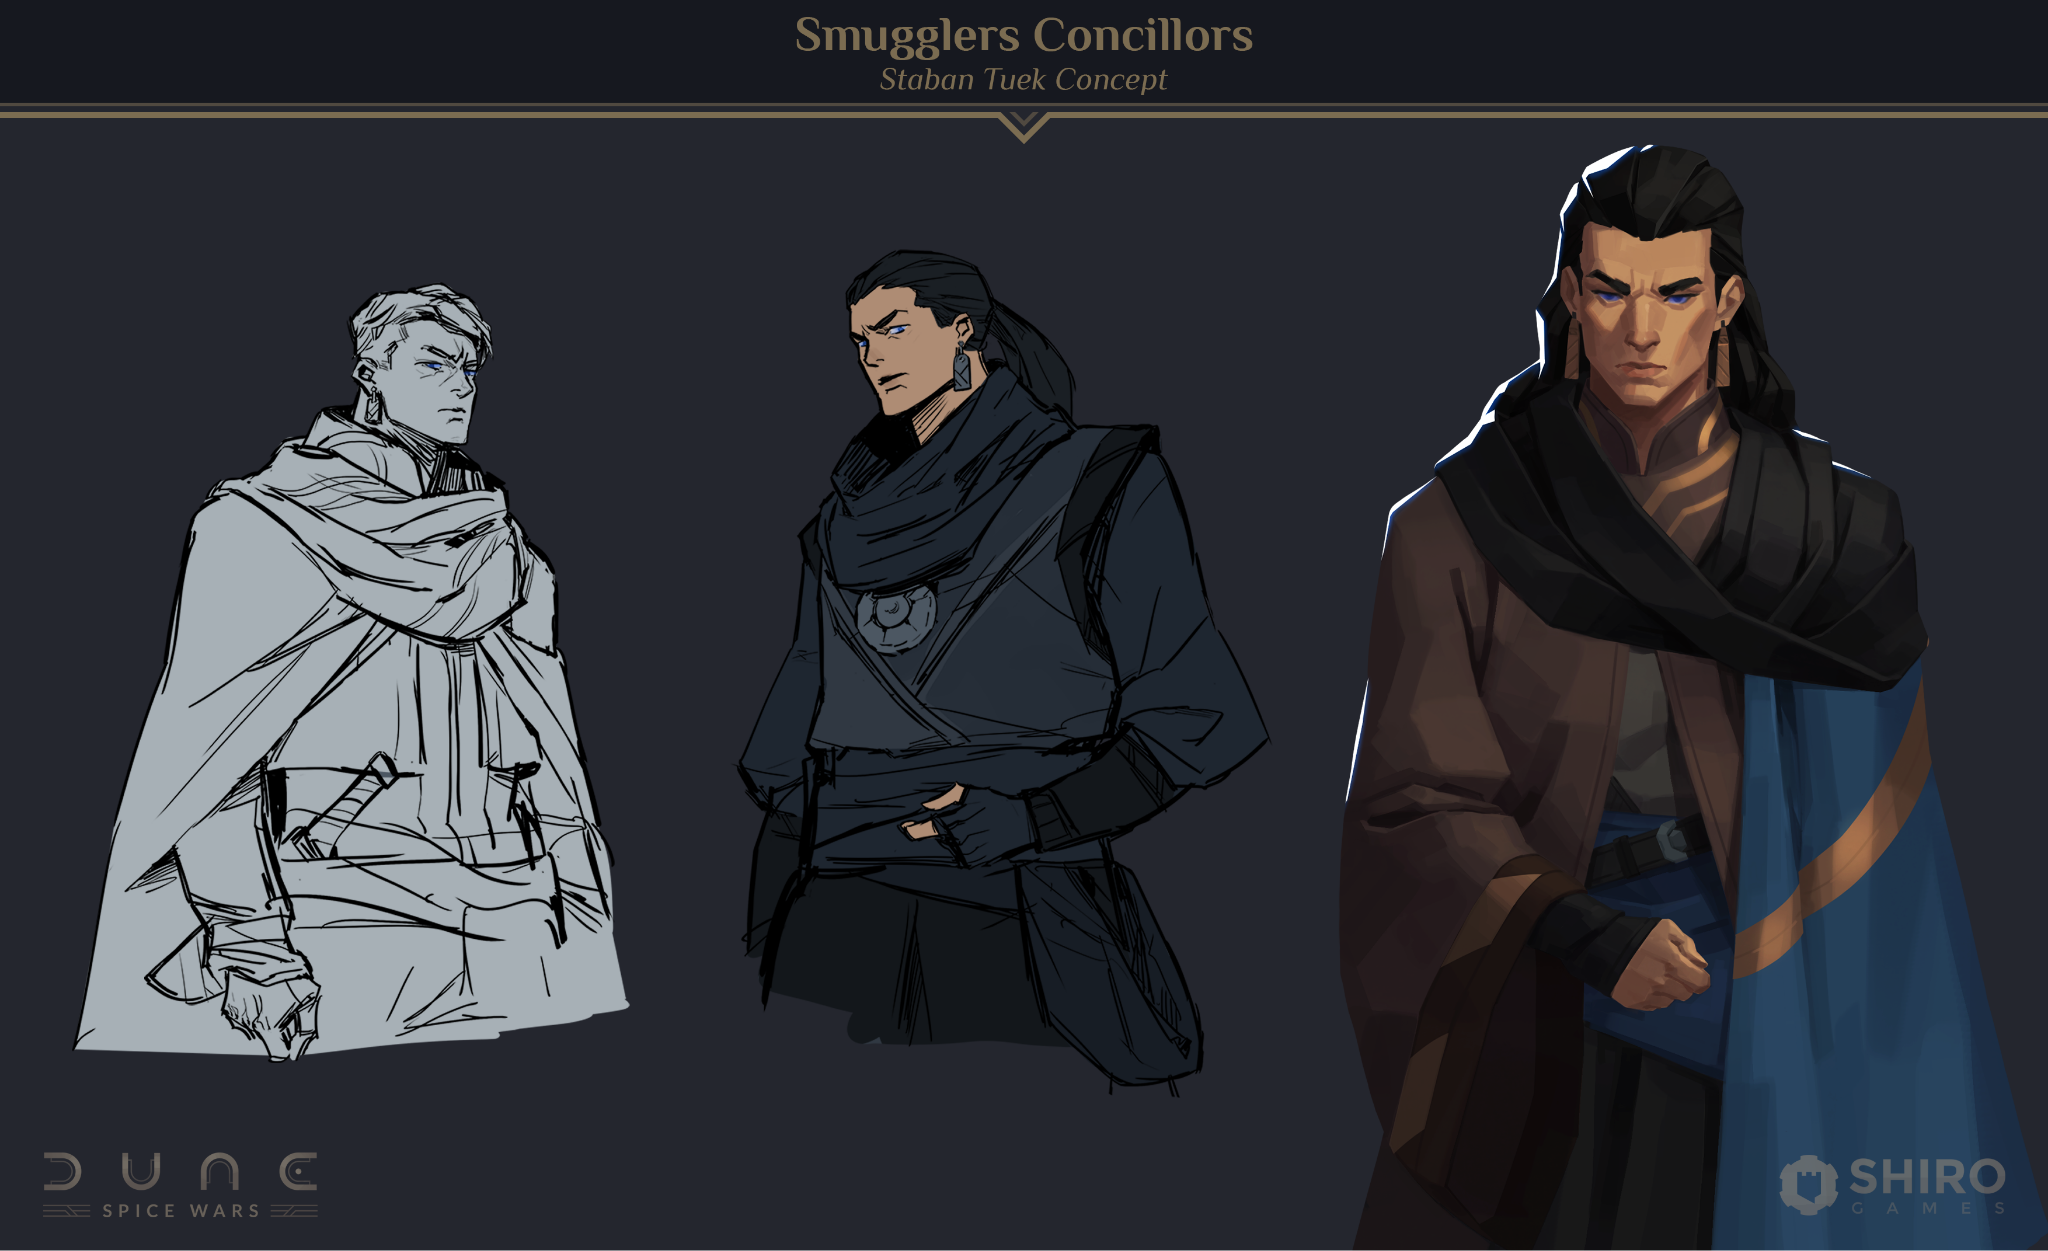 Smugglers Concillors
Staban Tuek Concept
DUNE
SPICE WARS
SHIRO
GAMES